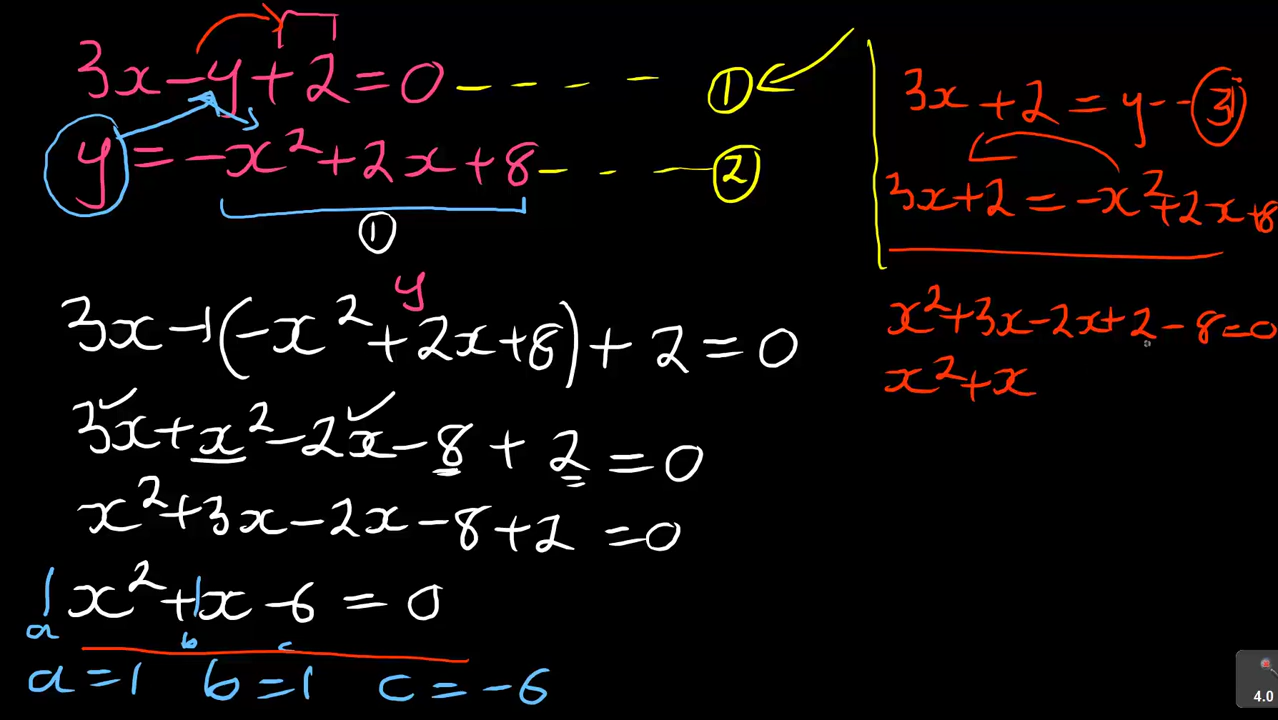 3x - y + 2 = 0 - - - - ①
y = -x² + 2x + 8 - - - ②
①
y
3x - 1(-x² + 2x + 8) + 2 = 0
3x + x² - 2x - 8 + 2 = 0
x² + 3x - 2x - 8 + 2 = 0
1x² + 1x - 6 = 0
a b c
a = 1 b = 1 c = -6
3x + 2 = y - - ③
3x + 2 = -x² + 2x + 8
x² + 3x - 2x + 2 - 8 = 0
x² + x
4.0